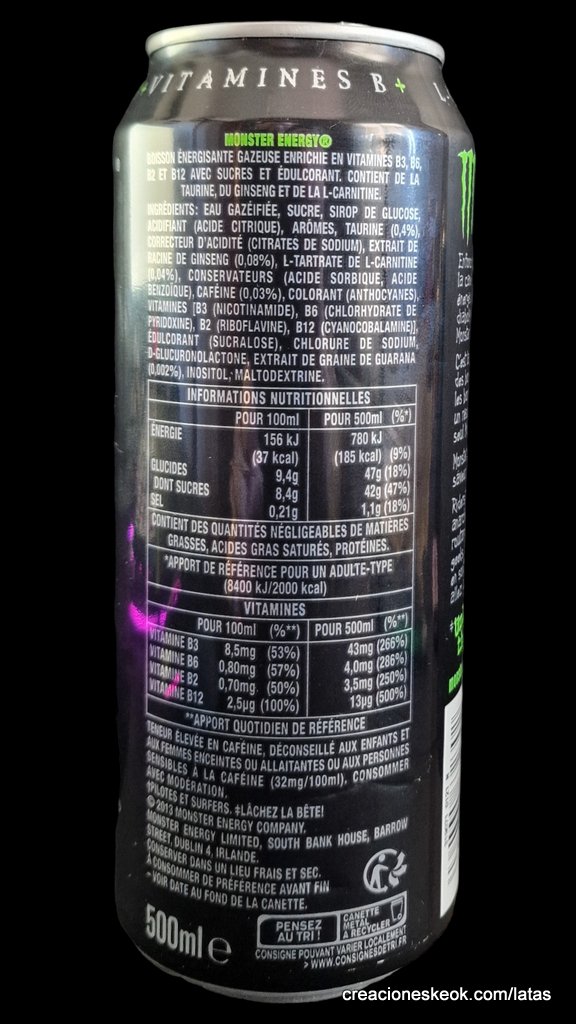 +VITAMINES B+ L-
MONSTER ENERGY®
BOISSON ÉNERGISANTE GAZEUSE ENRICHIE EN VITAMINES B3, B6,
B2 ET B12 AVEC SUCRES ET ÉDULCORANT. CONTIENT DE LA
TAURINE, DU GINSENG ET DE LA L-CARNITINE.
INGRÉDIENTS: EAU GAZÉIFIÉE, SUCRE, SIROP DE GLUCOSE,
ACIDIFIANT (ACIDE CITRIQUE), ARÔMES, TAURINE (0,4%),
CORRECTEUR D'ACIDITÉ (CITRATES DE SODIUM), EXTRAIT DE
RACINE DE GINSENG (0,08%), L-TARTRATE DE L-CARNITINE
(0,04%), CONSERVATEURS (ACIDE SORBIQUE, ACIDE
BENZOÏQUE), CAFÉINE (0,03%), COLORANT (ANTHOCYANES),
VITAMINES [B3 (NICOTINAMIDE), B6 (CHLORHYDRATE DE
PYRIDOXINE), B2 (RIBOFLAVINE), B12 (CYANOCOBALAMINE)],
ÉDULCORANT (SUCRALOSE), CHLORURE DE SODIUM,
D-GLUCURONOLACTONE, EXTRAIT DE GRAINE DE GUARANA
(0,002%), INOSITOL, MALTODEXTRINE.
INFORMATIONS NUTRITIONNELLES
POUR 100ml POUR 500ml (%*)
ÉNERGIE 156 kJ 780 kJ
(37 kcal) (185 kcal) (9%)
GLUCIDES 9,4g 47g (18%)
DONT SUCRES 8,4g 42g (47%)
SEL 0,21g 1,1g (18%)
CONTIENT DES QUANTITÉS NÉGLIGEABLES DE MATIÈRES
GRASSES, ACIDES GRAS SATURÉS, PROTÉINES.
*APPORT DE RÉFÉRENCE POUR UN ADULTE-TYPE
(8400 kJ/2000 kcal)
VITAMINES
POUR 100ml (%**) POUR 500ml (%**)
VITAMINE B3 8,5mg (53%) 43mg (266%)
VITAMINE B6 0,80mg (57%) 4,0mg (286%)
VITAMINE B2 0,70mg (50%) 3,5mg (250%)
VITAMINE B12 2,5µg (100%) 13µg (500%)
**APPORT QUOTIDIEN DE RÉFÉRENCE
TENEUR ÉLEVÉE EN CAFÉINE, DÉCONSEILLÉ AUX ENFANTS ET
AUX FEMMES ENCEINTES OU ALLAITANTES OU AUX PERSONNES
SENSIBLES À LA CAFÉINE (32mg/100ml). CONSOMMER
AVEC MODÉRATION.
†PILOTES ET SURFERS. ‡LÂCHEZ LA BÊTE!
© 2013 MONSTER ENERGY COMPANY.
MONSTER ENERGY LIMITED, SOUTH BANK HOUSE, BARROW
STREET, DUBLIN 4, IRLANDE.
CONSERVER DANS UN LIEU FRAIS ET SEC.
À CONSOMMER DE PRÉFÉRENCE AVANT FIN
– VOIR DATE AU FOND DE LA CANETTE.
500ml e
PENSEZ
AU TRI !
CANETTE
MÉTAL
À RECYCLER
CONSIGNE POUVANT VARIER LOCALEMENT
> WWW.CONSIGNESDETRI.FR
creacioneskeok.com/latas